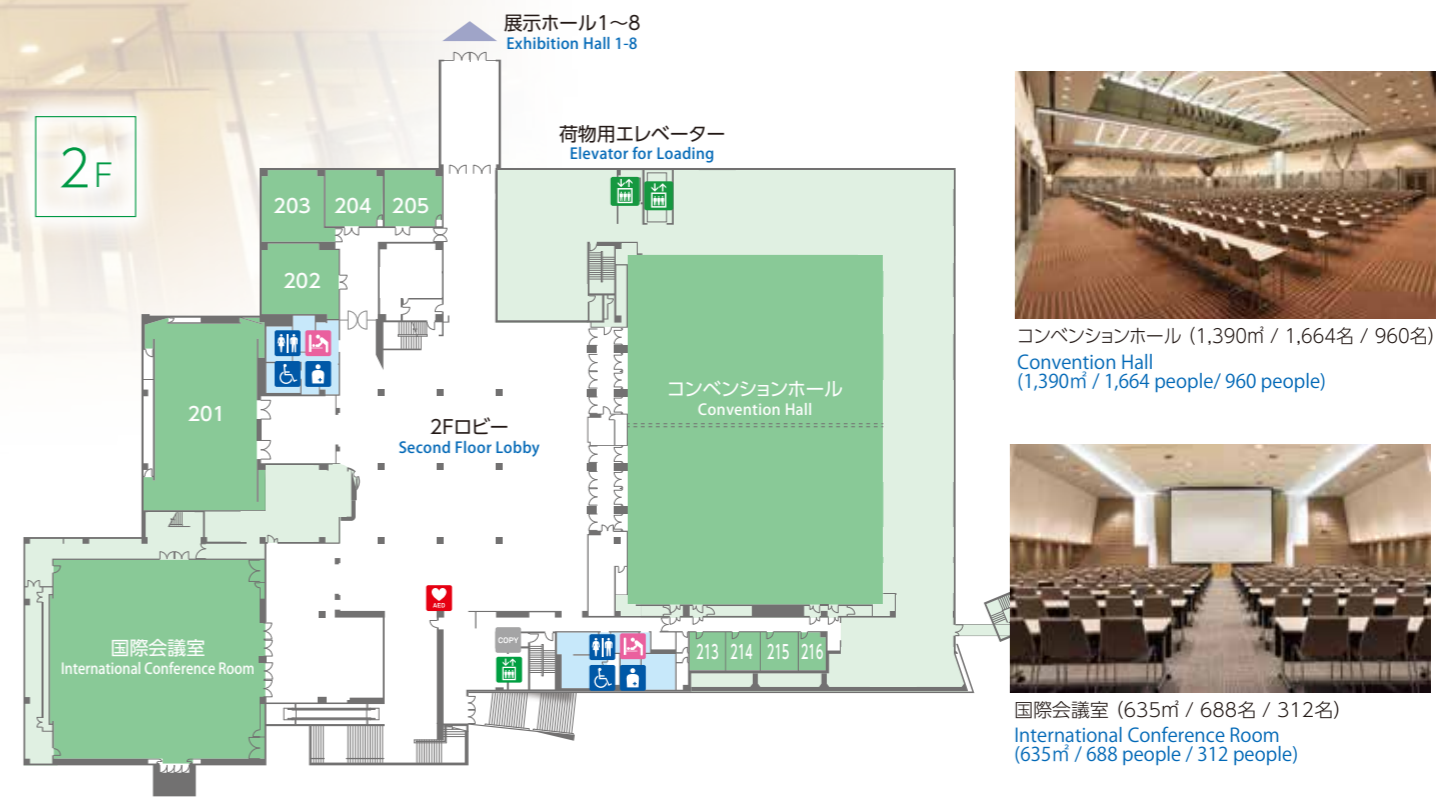 展示ホール1～8
Exhibition Hall 1-8
2F
荷物用エレベーター
Elevator for Loading
203
204
205
202
201
2Fロビー
Second Floor Lobby
コンベンションホール
Convention Hall
AED
国際会議室
International Conference Room
COPY
213
214
215
216
コンベンションホール (1,390㎡ / 1,664名 / 960名)
Convention Hall
(1,390㎡ / 1,664 people/ 960 people)
国際会議室 (635㎡ / 688名 / 312名)
International Conference Room
(635㎡ / 688 people / 312 people)